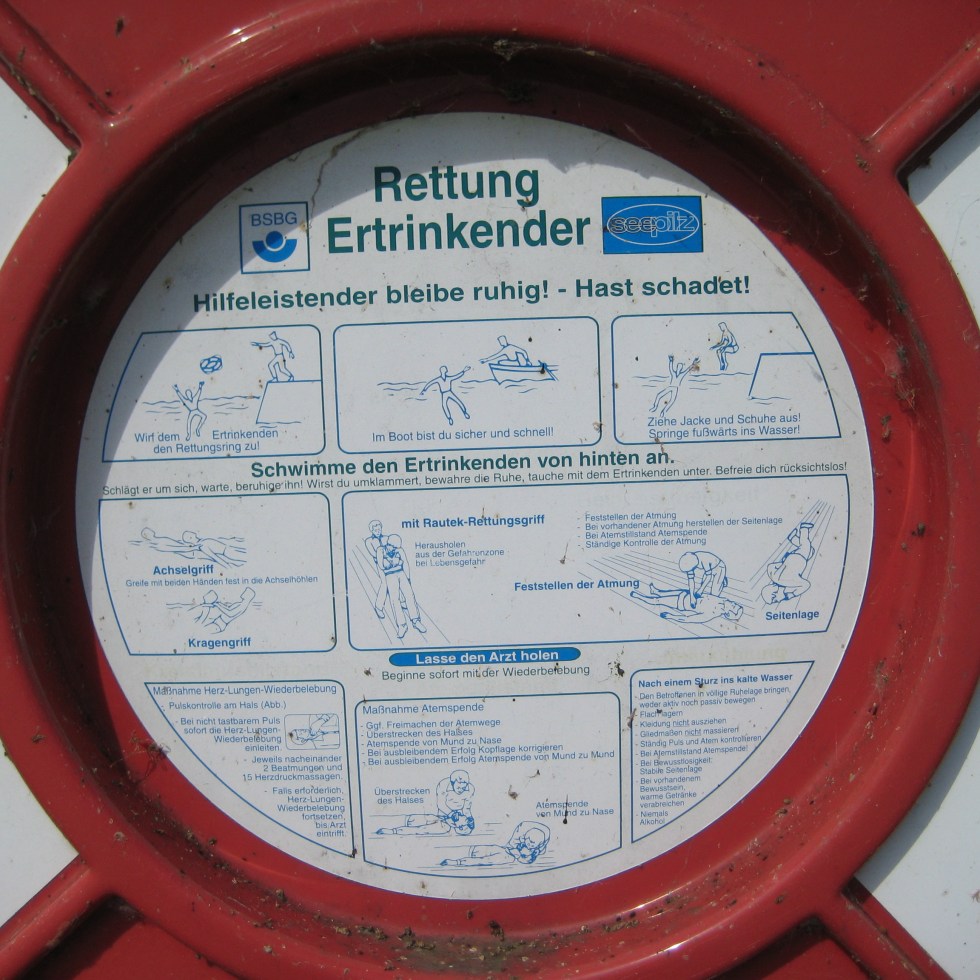 Rettung
Ertrinkender
BSBG
seepilz
Hilfeleistender bleibe ruhig! - Hast schadet!
Wirf dem Ertrinkenden
den Rettungsring zu!
Im Boot bist du sicher und schnell!
Ziehe Jacke und Schuhe aus!
Springe fußwärts ins Wasser!
Schwimme den Ertrinkenden von hinten an.
Schlägt er um sich, warte, beruhige ihn! Wirst du umklammert, bewahre die Ruhe, tauche mit dem Ertrinkenden unter. Befreie dich rücksichtslos!
Achselgriff
Greife mit beiden Händen fest in die Achselhöhlen
Kragengriff
mit Rautek-Rettungsgriff
Herausholen
aus der Gefahrenzone
bei Lebensgefahr
- Feststellen der Atmung
- Bei vorhandener Atmung herstellen der Seitenlage
- Bei Atemstillstand Atemspende
- Ständige Kontrolle der Atmung
Feststellen der Atmung
Seitenlage
Lasse den Arzt holen
Beginne sofort mit der Wiederbelebung
Maßnahme Herz-Lungen-Wiederbelebung
- Pulskontrolle am Hals (Abb.)
- Bei nicht tastbarem Puls
sofort die Herz-Lungen-
Wiederbelebung
einleiten.
- Jeweils nacheinander
2 Beatmungen und
15 Herzdruckmassagen.
- Falls erforderlich,
Herz-Lungen-
Wiederbelebung
fortsetzen,
bis Arzt
eintrifft.
Maßnahme Atemspende
- Ggf. Freimachen der Atemwege
- Überstrecken des Halses
- Atemspende von Mund zu Nase
- Bei ausbleibendem Erfolg Kopflage korrigieren
- Bei ausbleibendem Erfolg Atemspende von Mund zu Mund
Überstrecken
des Halses
Atemspende
von Mund zu Nase
Nach einem Sturz ins kalte Wasser
- Den Betroffenen in völlige Ruhelage bringen,
weder aktiv noch passiv bewegen
- Flach lagern
- Kleidung nicht ausziehen
- Gliedmaßen nicht massieren!
- Ständig Puls und Atem kontrollieren
- Bei Atemstillstand Atemspende!
- Bei Bewusstlosigkeit
Stabile Seitenlage
- Bei vorhandenem
Bewusstsein,
warme Getränke
verabreichen
- Niemals
Alkohol